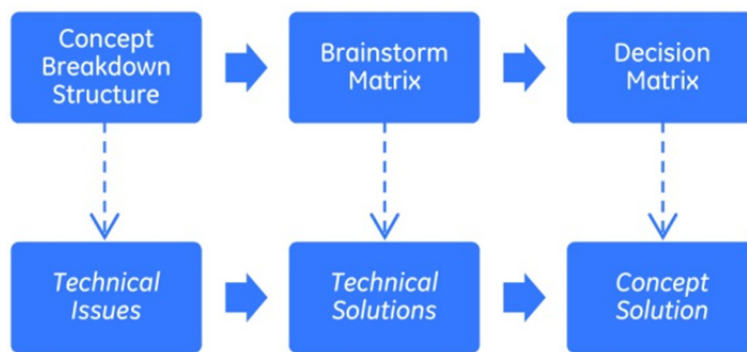 Concept
Breakdown
Structure
Brainstorm
Matrix
Decision
Matrix
Technical
Issues
Technical
Solutions
Concept
Solution